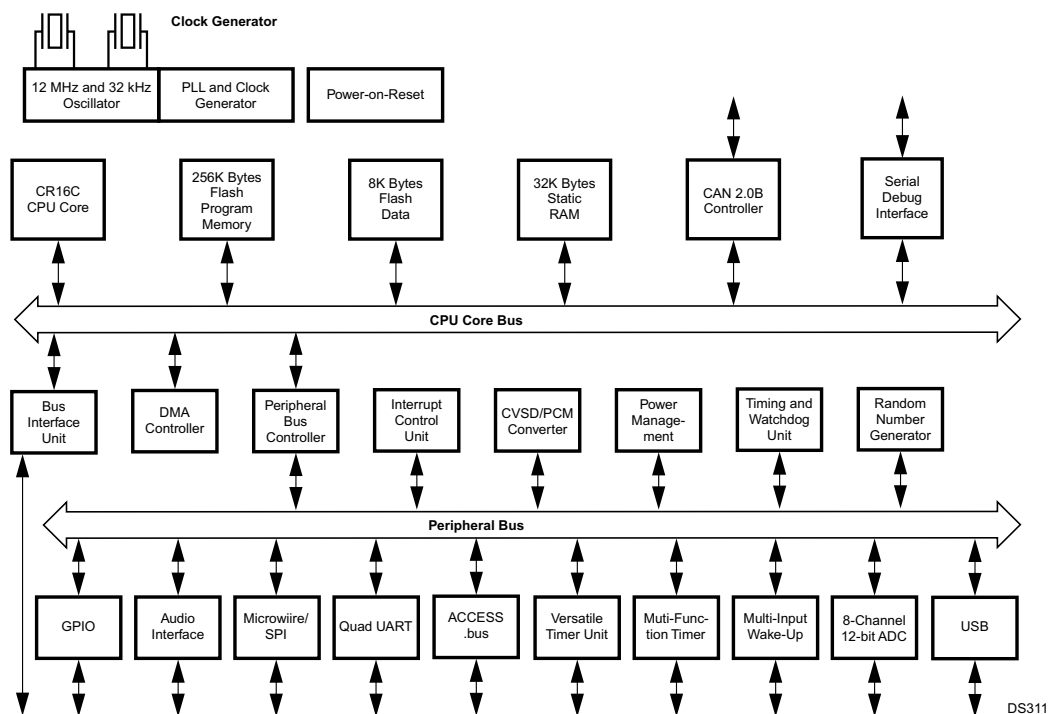 Clock Generator
12 MHz and 32 kHz
Oscillator
PLL and Clock
Generator
Power-on-Reset
CR16C
CPU Core
256K Bytes
Flash
Program
Memory
8K Bytes
Flash
Data
32K Bytes
Static
RAM
CAN 2.0B
Controller
Serial
Debug
Interface
CPU Core Bus
Bus
Interface
Unit
DMA
Controller
Peripheral
Bus
Controller
Interrupt
Control
Unit
CVSD/PCM
Converter
Power
Manage-
ment
Timing and
Watchdog
Unit
Random
Number
Generator
Peripheral Bus
GPIO
Audio
Interface
Microwiire/
SPI
Quad UART
ACCESS
.bus
Versatile
Timer Unit
Muti-Func-
tion Timer
Multi-Input
Wake-Up
8-Channel
12-bit ADC
USB
DS311